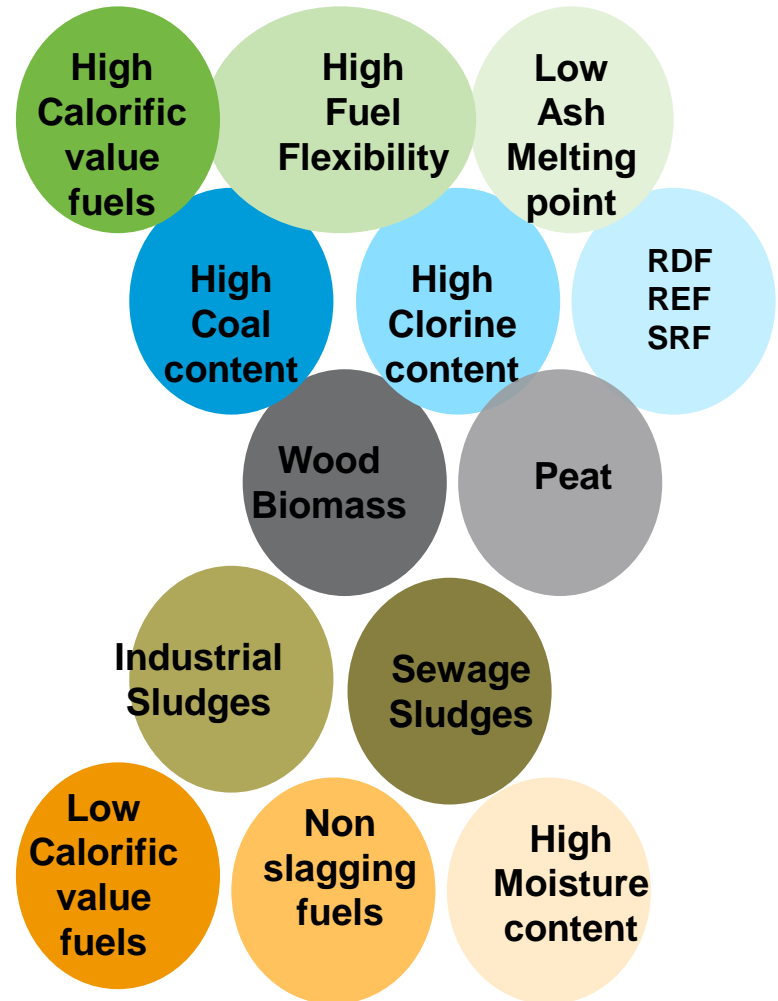 High
Calorific
value
fuels
High
Fuel
Flexibility
Low
Ash
Melting
point
High
Coal
content
High
Clorine
content
RDF
REF
SRF
Wood
Biomass
Peat
Industrial
Sludges
Sewage
Sludges
Low
Calorific
value
fuels
Non
slagging
fuels
High
Moisture
content